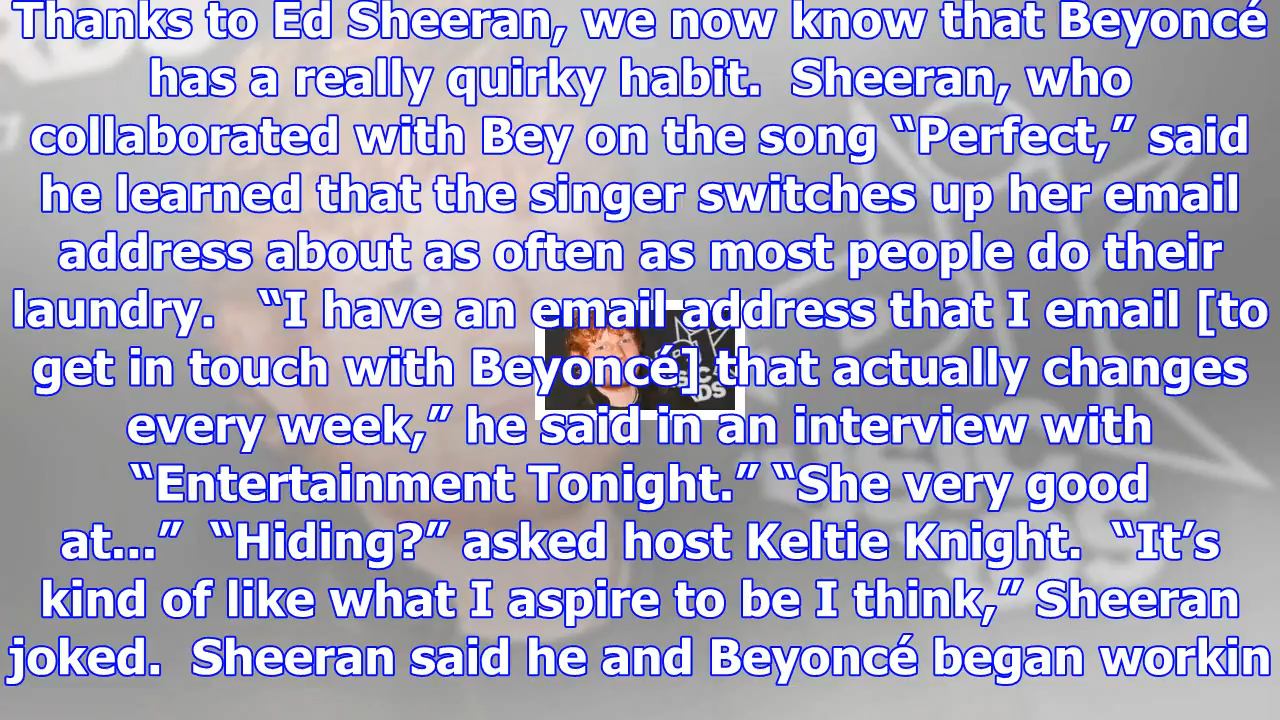 Thanks to Ed Sheeran, we now know that Beyoncé
has a really quirky habit.  Sheeran, who
collaborated with Bey on the song “Perfect,” said
he learned that the singer switches up her email
address about as often as most people do their
laundry.   “I have an email address that I email [to
get in touch with Beyoncé] that actually changes
every week,” he said in an interview with
“Entertainment Tonight.” “She very good
at...”  “Hiding?” asked host Keltie Knight.  “It’s
kind of like what I aspire to be I think,” Sheeran
joked.  Sheeran said he and Beyoncé began workin